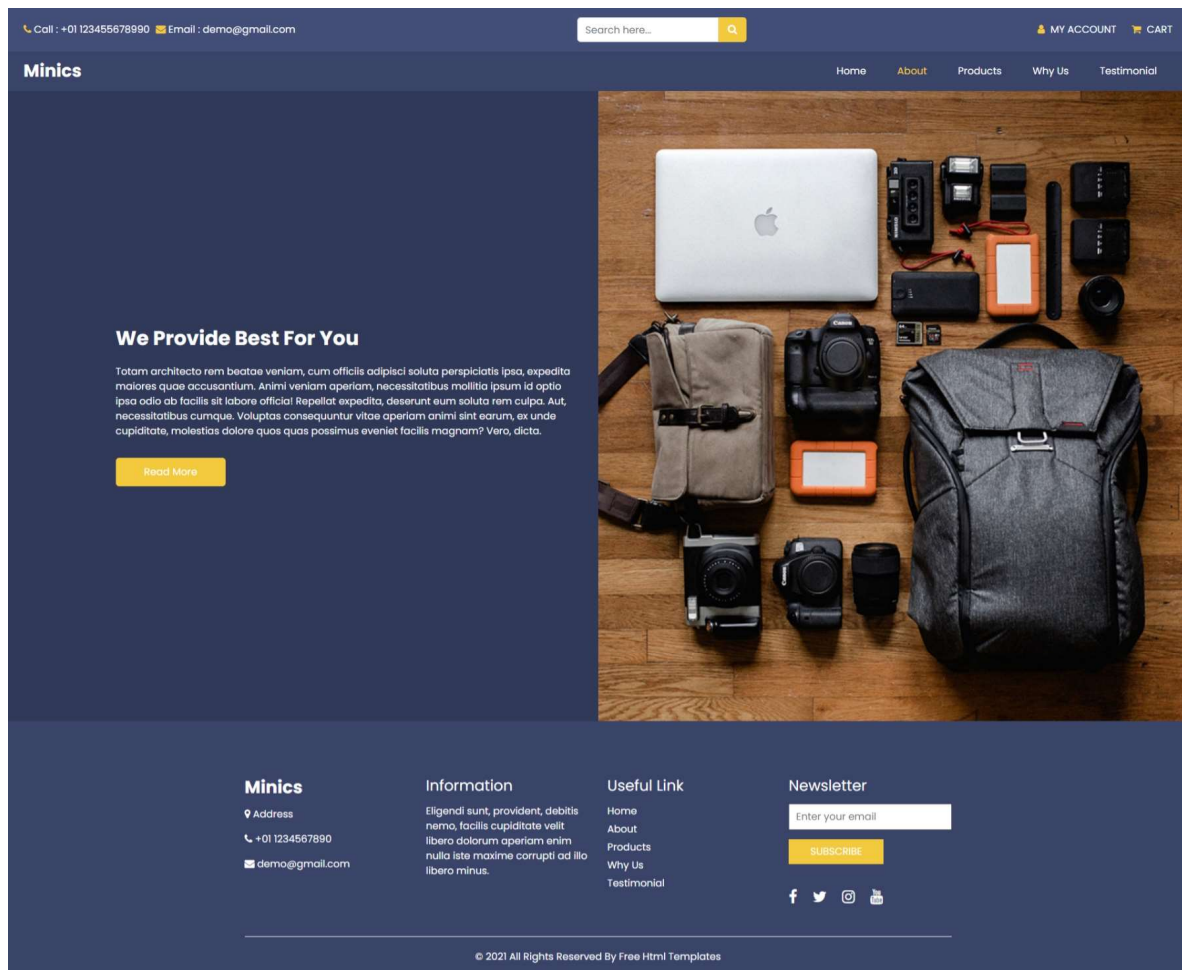 Call : +01 123455678990 Email : demo@gmail.com Search here... MY ACCOUNT CART
Minics Home About Products Why Us Testimonial
We Provide Best For You
Totam architecto rem beatae veniam, cum officiis adipisci soluta perspiciatis ipsa, expedita
maiores quae accusantium. Animi veniam aperiam, necessitatibus mollitia ipsum id optio
ipsa odio ab facilis sit labore officia! Repellat expedita, deserunt eum soluta rem culpa. Aut,
necessitatibus cumque. Voluptas consequuntur vitae aperiam animi sint earum, ex unde
cupiditate, molestias dolore quos quas possimus eveniet facilis magnam? Vero, dicta.
Read More
Canon
Canon
Minics
Address
+01 1234567890
demo@gmail.com
Information
Eligendi sunt, provident, debitis
nemo, facilis cupiditate velit
libero dolorum aperiam enim
nulla iste maxime corrupti ad illo
libero minus.
Useful Link
Home
About
Products
Why Us
Testimonial
Newsletter
Enter your email
SUBSCRIBE
You
Tube
© 2021 All Rights Reserved By Free Html Templates